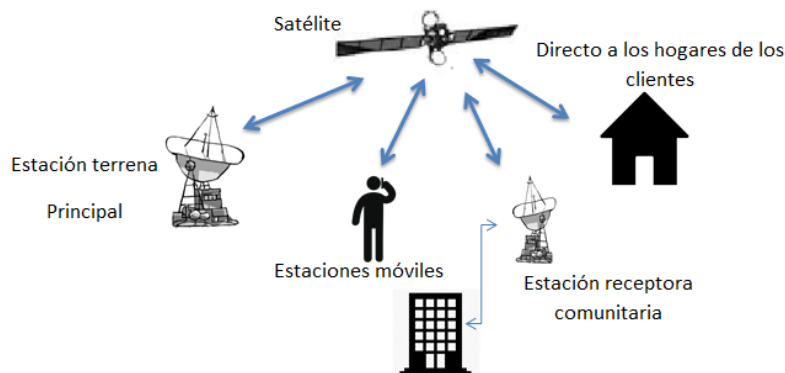 Satélite
Directo a los hogares de los
clientes
Estación terrena
Principal
Estaciones móviles
Estación receptora
comunitaria